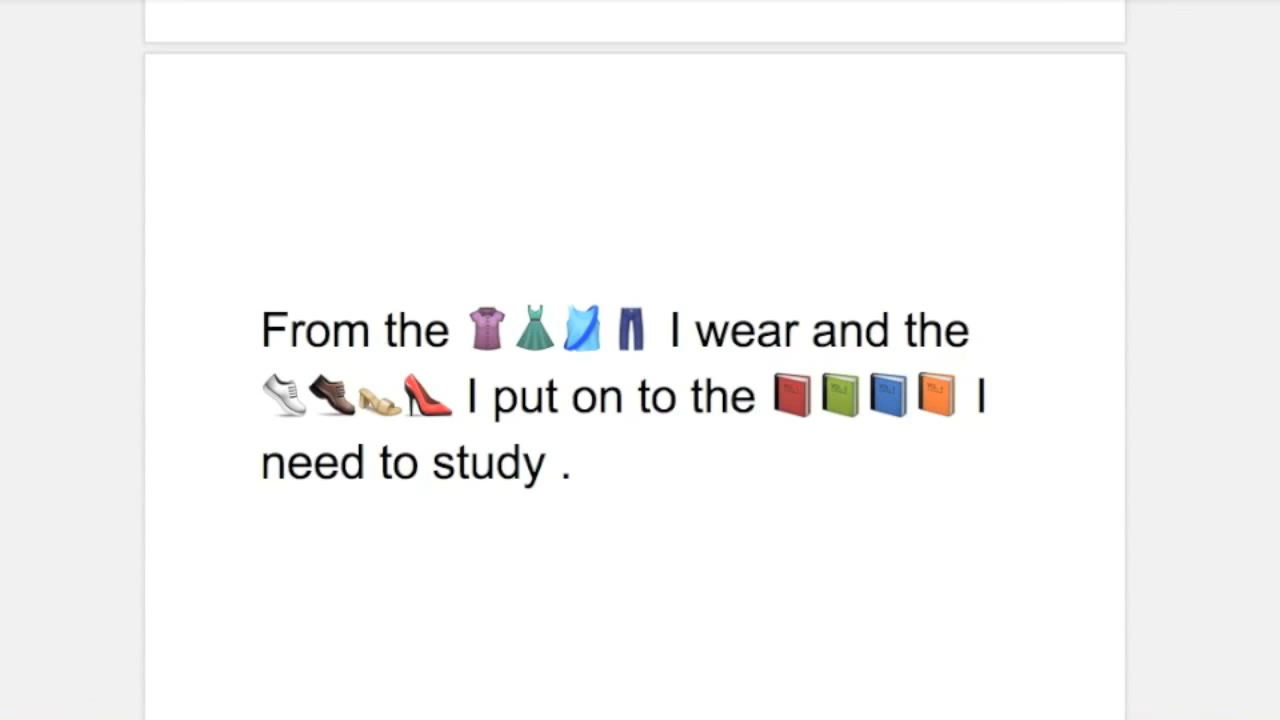 From the 👚👗🎽👖 I wear and the
👟👞👡👠 I put on to the 📕📗📘📙 I
need to study .